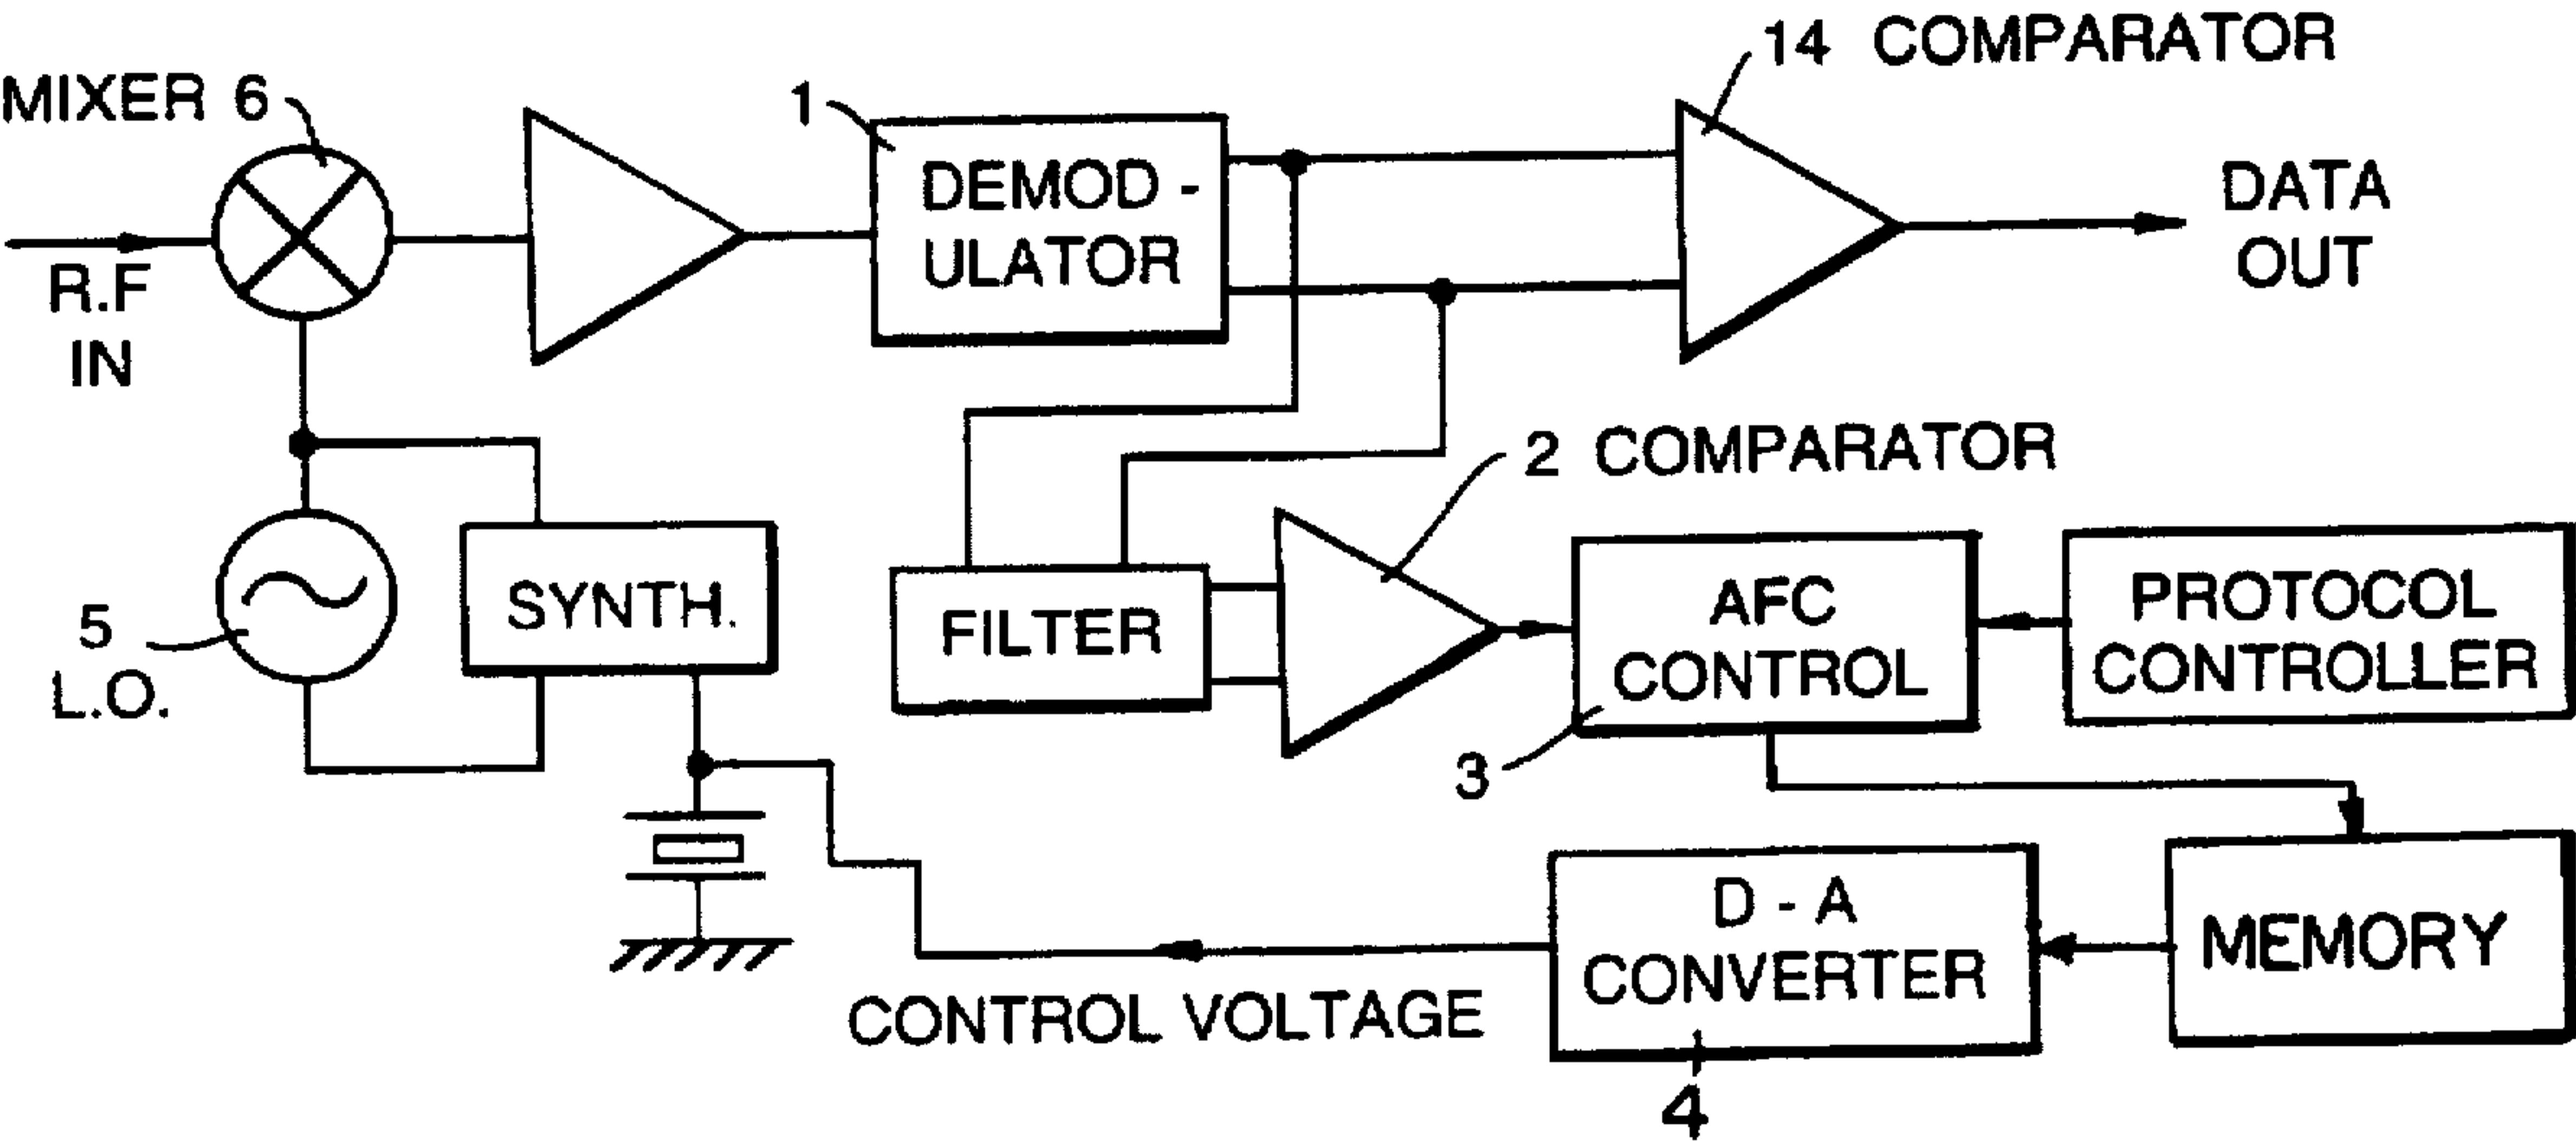 14 COMPARATOR
MIXER 6
1
DEMOD -
ULATOR
DATA
OUT
R.F
IN
2 COMPARATOR
5
L.O.
SYNTH.
FILTER
AFC
CONTROL
PROTOCOL
CONTROLLER
3
D - A
CONVERTER
MEMORY
CONTROL VOLTAGE
4